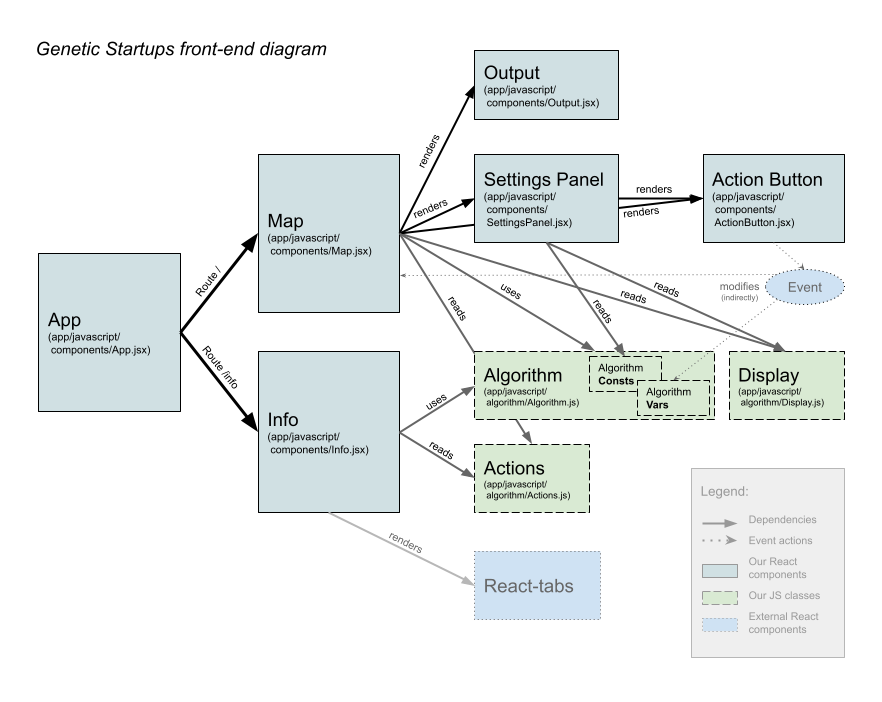 Genetic Startups front-end diagram
Output
(app/javascript/
components/Output.jsx)
renders
Map
(app/javascript/
components/Map.jsx)
renders
Settings Panel
(app/javascript/
components/
SettingsPanel.jsx)
renders
renders
Action Button
(app/javascript/
components/
ActionButton.jsx)
Route /
App
(app/javascript/
components/App.jsx)
Route /info
reads
uses
reads
reads
reads
modifies
(indirectly)
Event
Info
(app/javascript/
components/Info.jsx)
uses
reads
renders
Algorithm
(app/javascript/
algorithm/Algorithm.js)
Algorithm
Consts
Algorithm
Vars
Display
(app/javascript/
algorithm/Display.js)
Actions
(app/javascript/
algorithm/Actions.js)
React-tabs
Legend:
Dependencies
Event actions
Our React
components
Our JS classes
External React
components